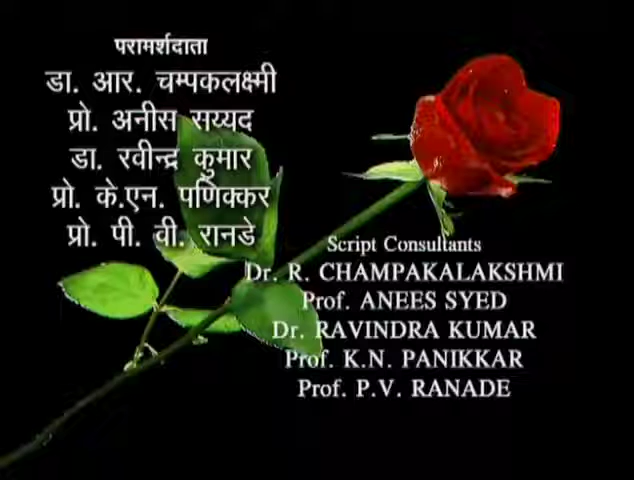 परामर्शदाता
डा. आर. चम्पकलक्ष्मी
प्रो. अनीस सय्यद
डा. रवीन्द्र कुमार
प्रो. के.एन. पणिक्कर
प्रो. पी. वी. रानडे
Script Consultants
Dr. R. CHAMPAKALAKSHMI
Prof. ANEES SYED
Dr. RAVINDRA KUMAR
Prof. K.N. PANIKKAR
Prof. P.V. RANADE